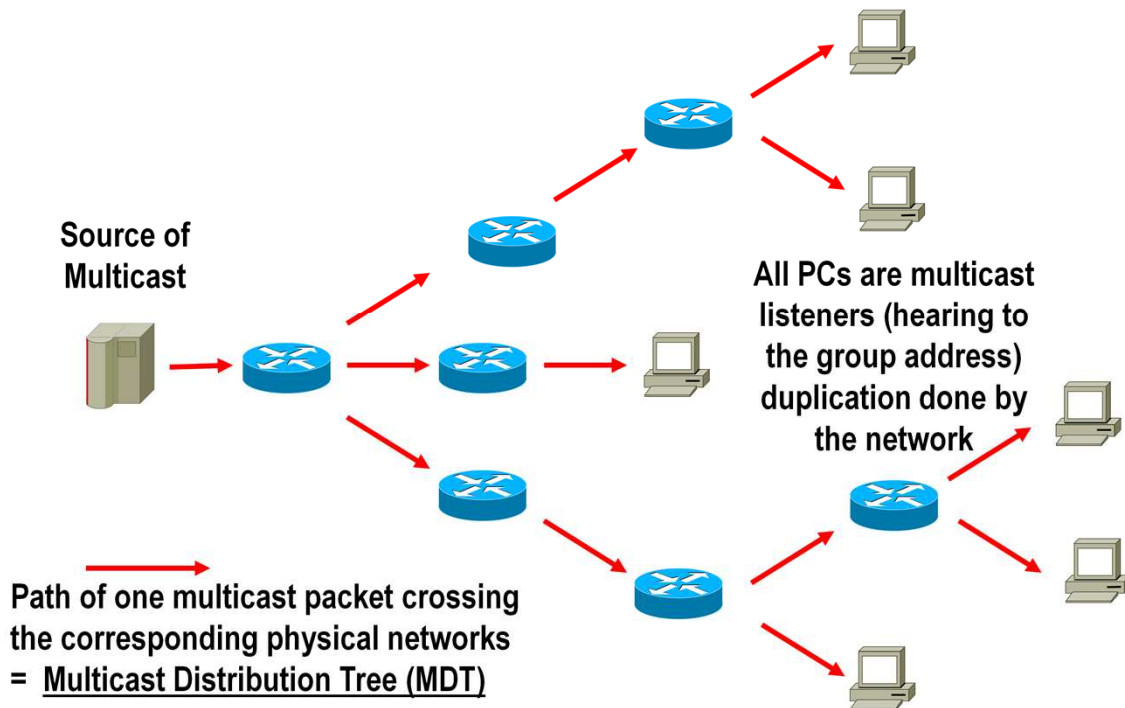 Source of
Multicast
All PCs are multicast
listeners (hearing to
the group address)
duplication done by
the network
Path of one multicast packet crossing
the corresponding physical networks
= Multicast Distribution Tree (MDT)